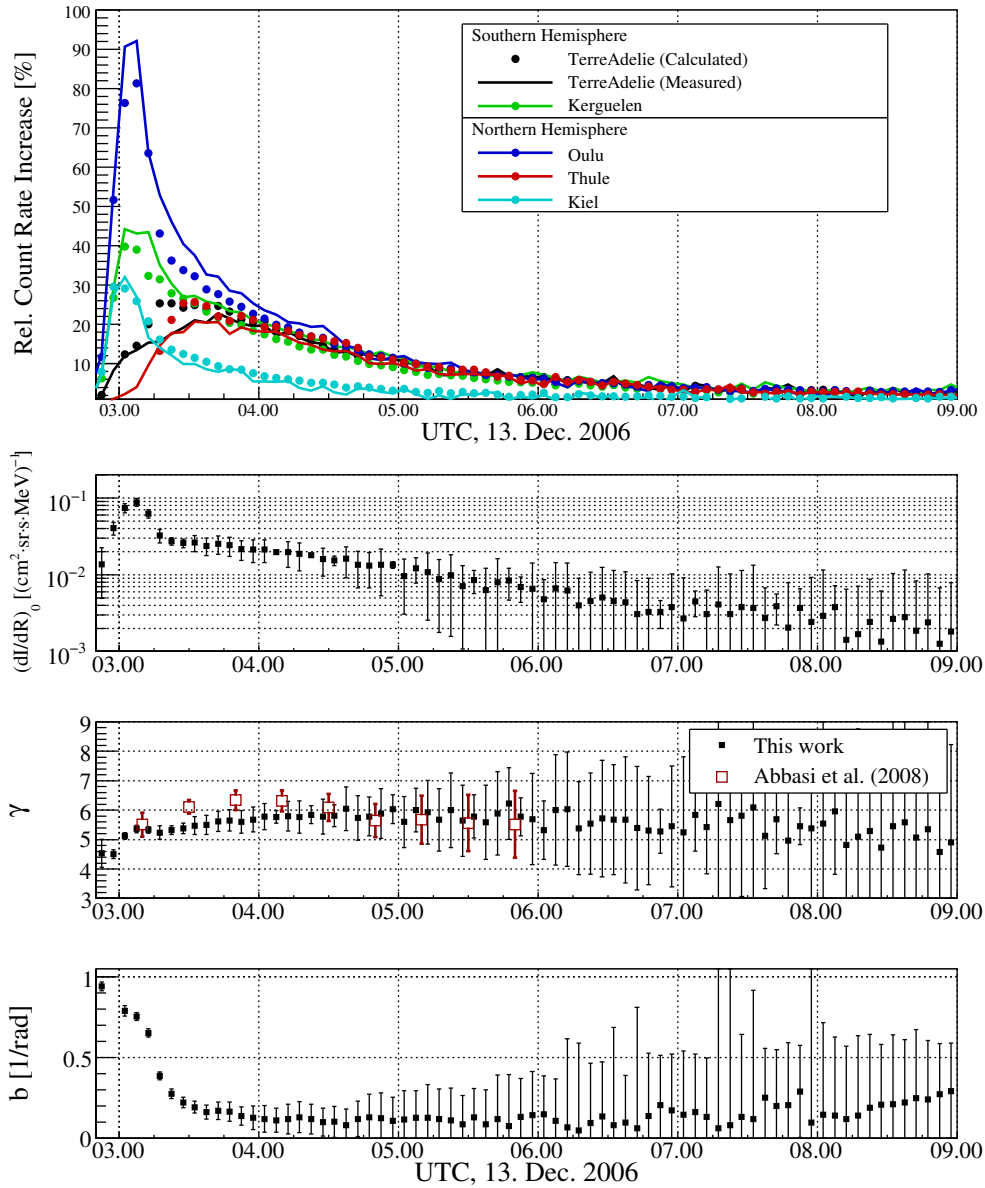 Rel. Count Rate Increase [%]
100
90
80
70
60
50
40
30
20
10
Southern Hemisphere
TerreAdelie (Calculated)
TerreAdelie (Measured)
Kerguelen
Northern Hemisphere
Oulu
Thule
Kiel
03.00 04.00 05.00 06.00 07.00 08.00 09.00
UTC, 13. Dec. 2006
(dI/dR)₀ [(cm²·sr·s·MeV)⁻¹
10⁻¹
10⁻²
10⁻³
03.00 04.00 05.00 06.00 07.00 08.00 09.00
γ
9
8
7
6
5
4
3
This work
Abbasi et al. (2008)
03.00 04.00 05.00 06.00 07.00 08.00 09.00
b [1/rad]
1
0.5
0
03.00 04.00 05.00 06.00 07.00 08.00 09.00
UTC, 13. Dec. 2006